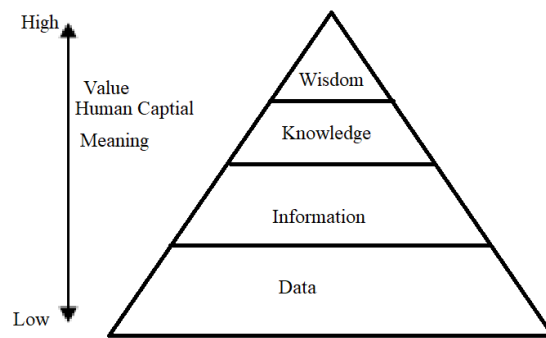 High
Value
Human Captial
Meaning
Low
Wisdom
Knowledge
Information
Data